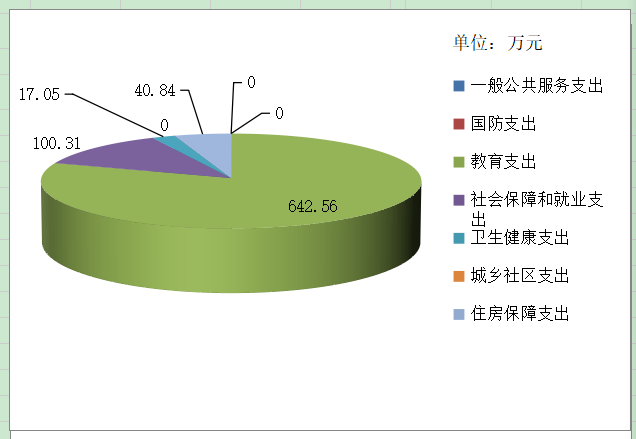 单位：万元
0
40.84
17.05
0
0
100.31
642.56
一般公共服务支出
国防支出
教育支出
社会保障和就业支
出
卫生健康支出
城乡社区支出
住房保障支出